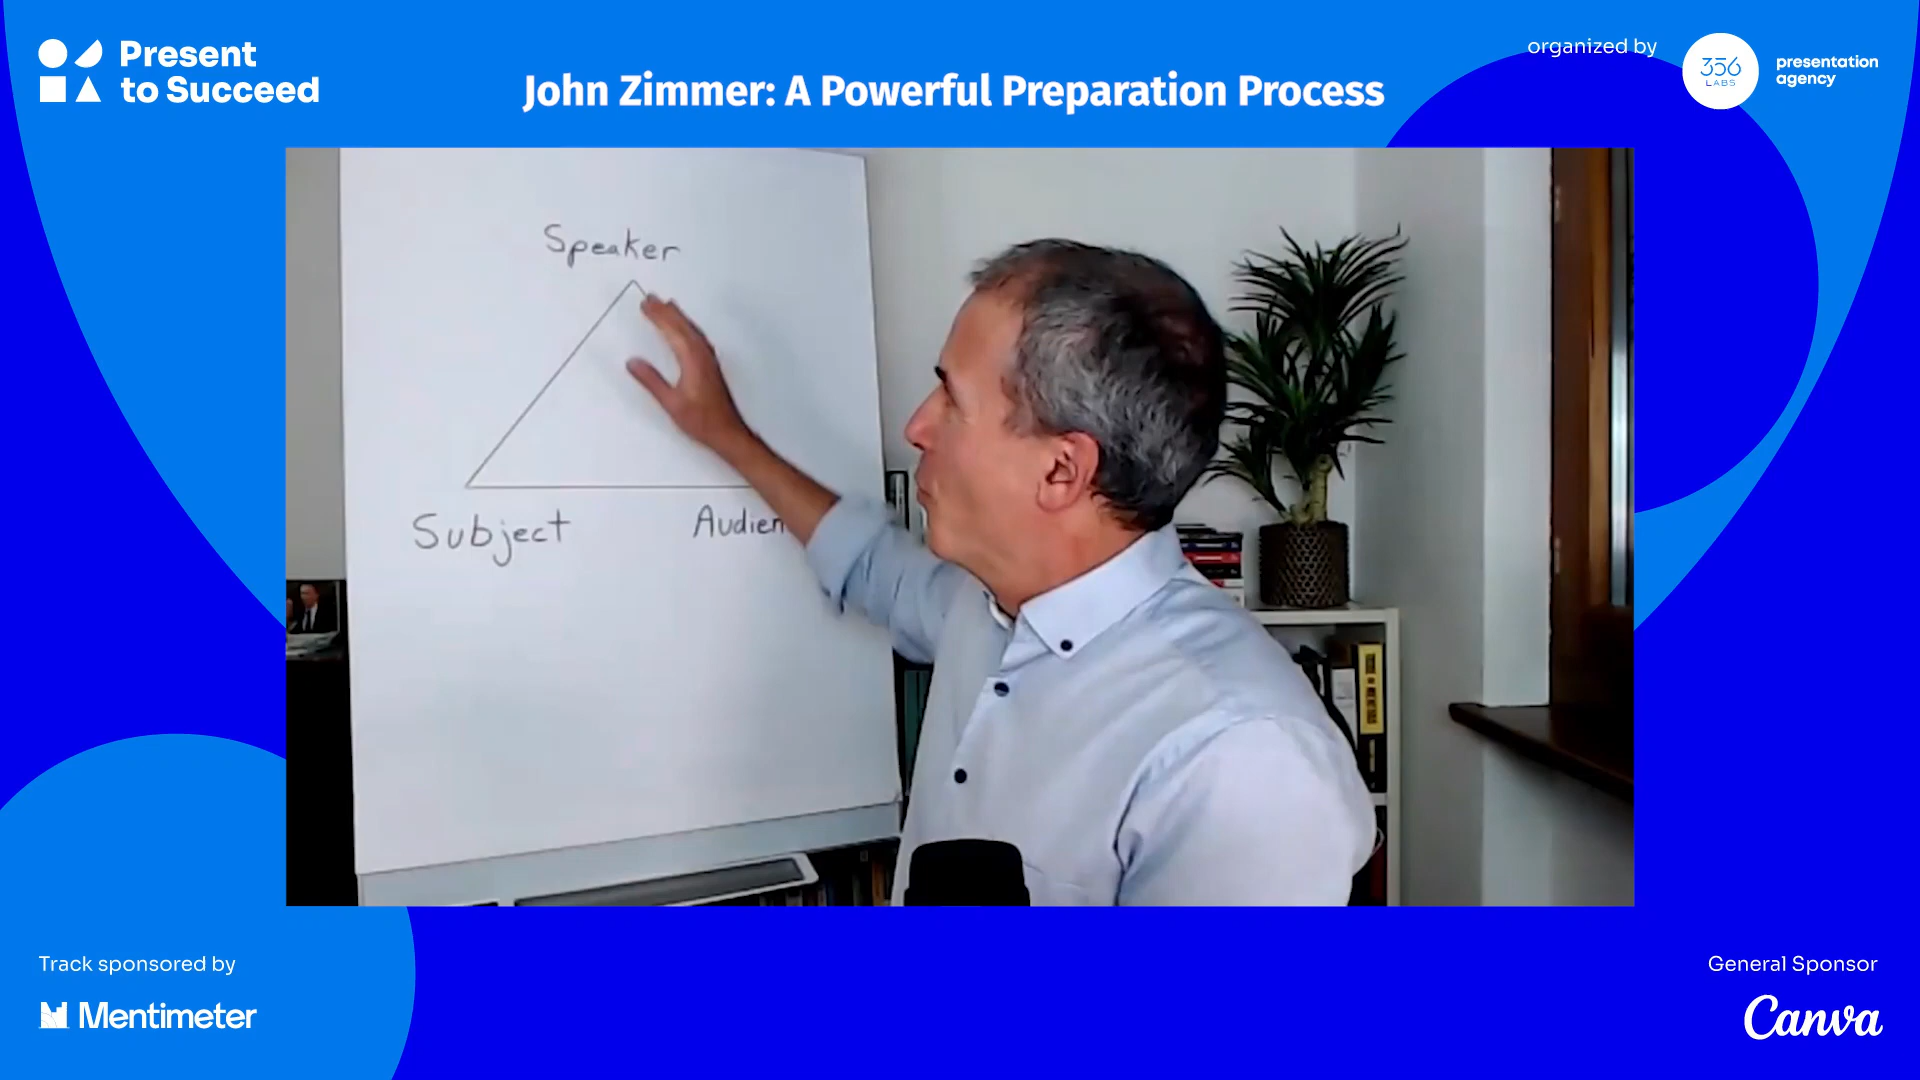 Present
to Succeed
John Zimmer: A Powerful Preparation Process
organized by
356
LABS
presentation
agency
Speaker
Subject
Audien
Track sponsored by
Mentimeter
General Sponsor
Canva